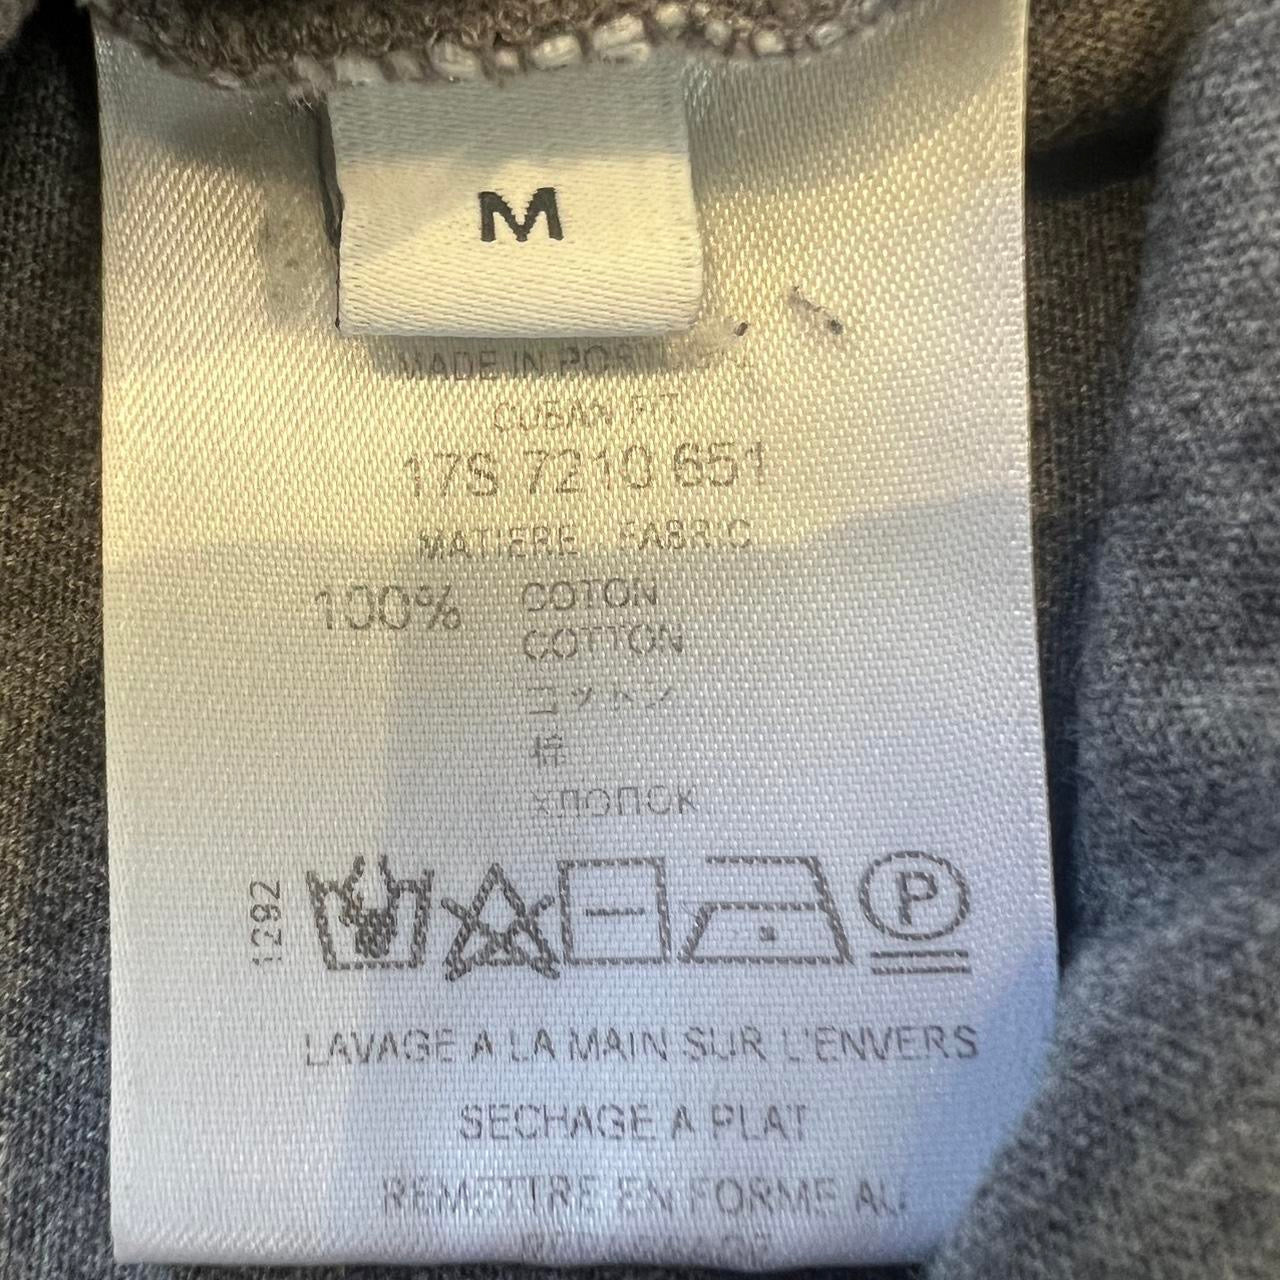 M
MADE IN PORTUGAL
CUBAN FIT
17S 7210 651
MATIERE FABRIC
100% COTON
COTTON
コットン
棉
ХЛОПОК
1292
P
LAVAGE A LA MAIN SUR L'ENVERS
SECHAGE A PLAT
REMETTRE EN FORME AU